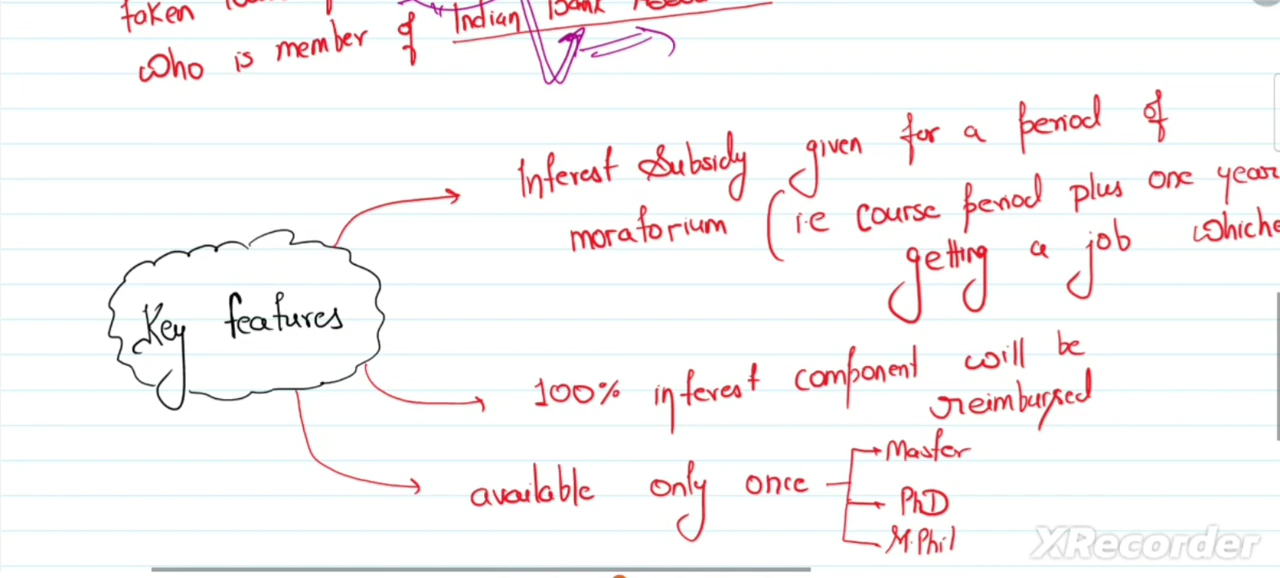 token
who is member of Indian Bank
Interest Subsidy given for a period of
moratorium (i.e course period plus one year
getting a job
Key features
100% interest component will be
reimbursed
available only once
Master
PhD
M.Phil
XRecorder